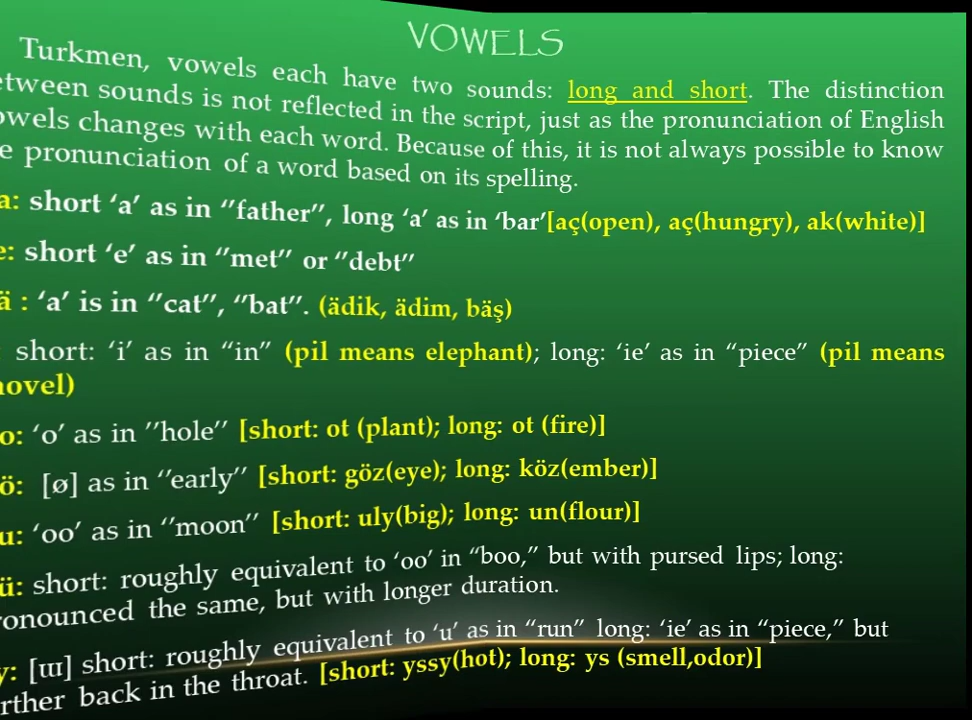 VOWELS
Turkmen, vowels each have two sounds: long and short. The distinction
etween sounds is not reflected in the script, just as the pronunciation of English
owels changes with each word. Because of this, it is not always possible to know
e pronunciation of a word based on its spelling.
a: short ‘a’ as in ‘’father’’, long ‘a’ as in ‘bar’[aç(open), aç(hungry), ak(white)]
e: short ‘e’ as in ‘’met’’ or ‘’debt’’
ä : ‘a’ is in ‘’cat’’, ‘’bat’’. (ädik, ädim, bäş)
: short: ‘i’ as in “in” (pil means elephant); long: ‘ie’ as in “piece” (pil means
novel)
o: ‘o’ as in ‘’hole’’ [short: ot (plant); long: ot (fire)]
ö: [ø] as in ‘’early’’ [short: göz(eye); long: köz(ember)]
u: ‘oo’ as in ‘’moon’’ [short: uly(big); long: un(flour)]
ü: short: roughly equivalent to ‘oo’ in “boo,” but with pursed lips; long:
ronounced the same, but with longer duration.
y: [ɯ] short: roughly equivalent to ‘u’ as in “run” long: ‘ie’ as in “piece,” but
rther back in the throat. [short: yssy(hot); long: ys (smell,odor)]